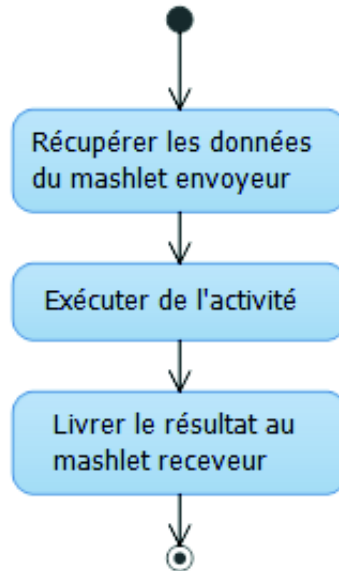 Récupérer les données
du mashlet envoyeur
Exécuter de l'activité
Livrer le résultat au
mashlet receveur